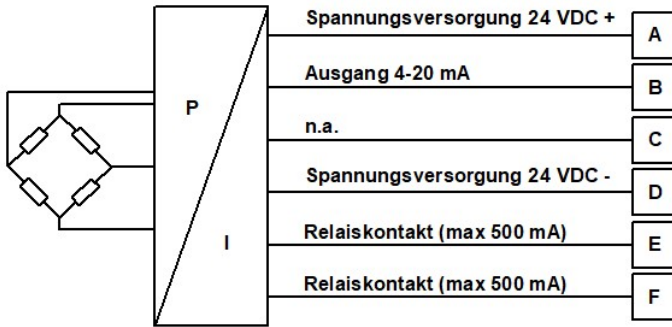 Spannungsversorgung 24 VDC + A
Ausgang 4-20 mA B
P
n.a. C
Spannungsversorgung 24 VDC - D
I
Relaiskontakt (max 500 mA) E
Relaiskontakt (max 500 mA) F